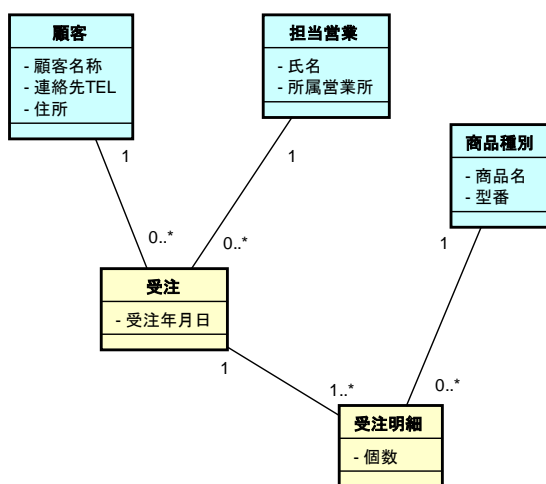 顧客
- 顧客名称
- 連絡先TEL
- 住所
担当営業
- 氏名
- 所属営業所
商品種別
- 商品名
- 型番
1
1
1
0..*
0..*
受注
- 受注年月日
1
1..*
0..*
受注明細
- 個数